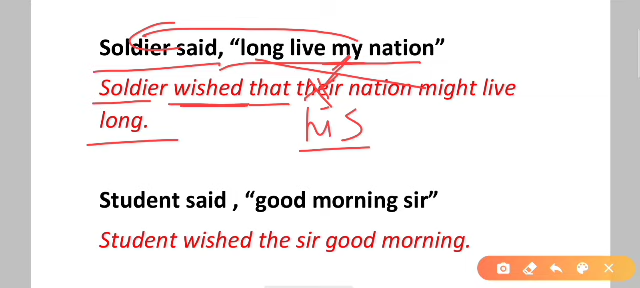 Soldier said, “long live my nation”
Soldier wished that their nation might live
long.
his
Student said , “good morning sir”
Student wished the sir good morning.